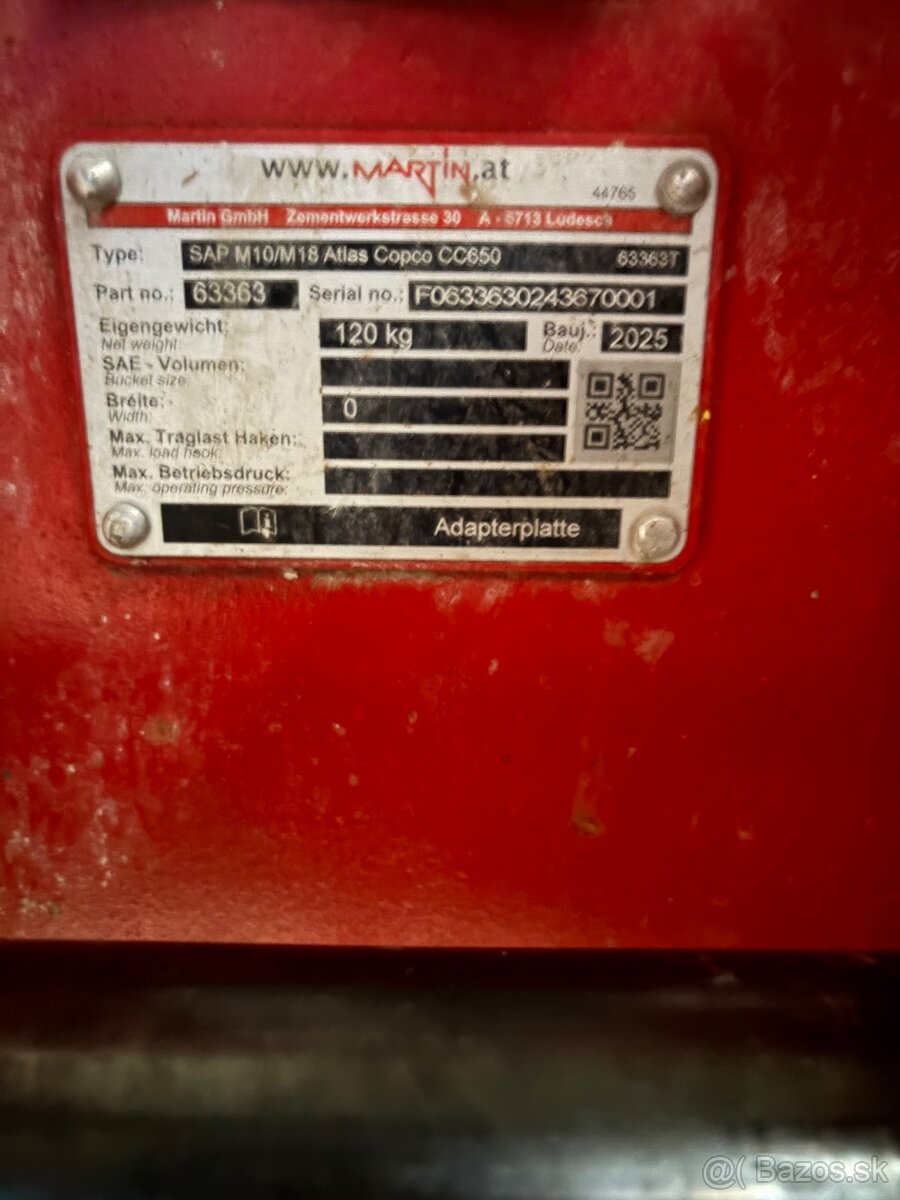 www.MARTIN.at
44765
Martin GmbH Zementwerkstrasse 30 A - 6713 Ludesch
Type: SAP M10/M18 Atlas Copco CC650 63363T
Part no.: 63363 Serial no.: F0633630243670001
Eigengewicht: 120 kg Bauj.: 2025
Net weight: Date:
SAE - Volumen:
Bucket size:
Breite: 0
Width:
Max. Traglast Haken:
Max. load hook:
Max. Betriebsdruck:
Max. operating pressure:
Adapterplatte
@( Bazos.sk